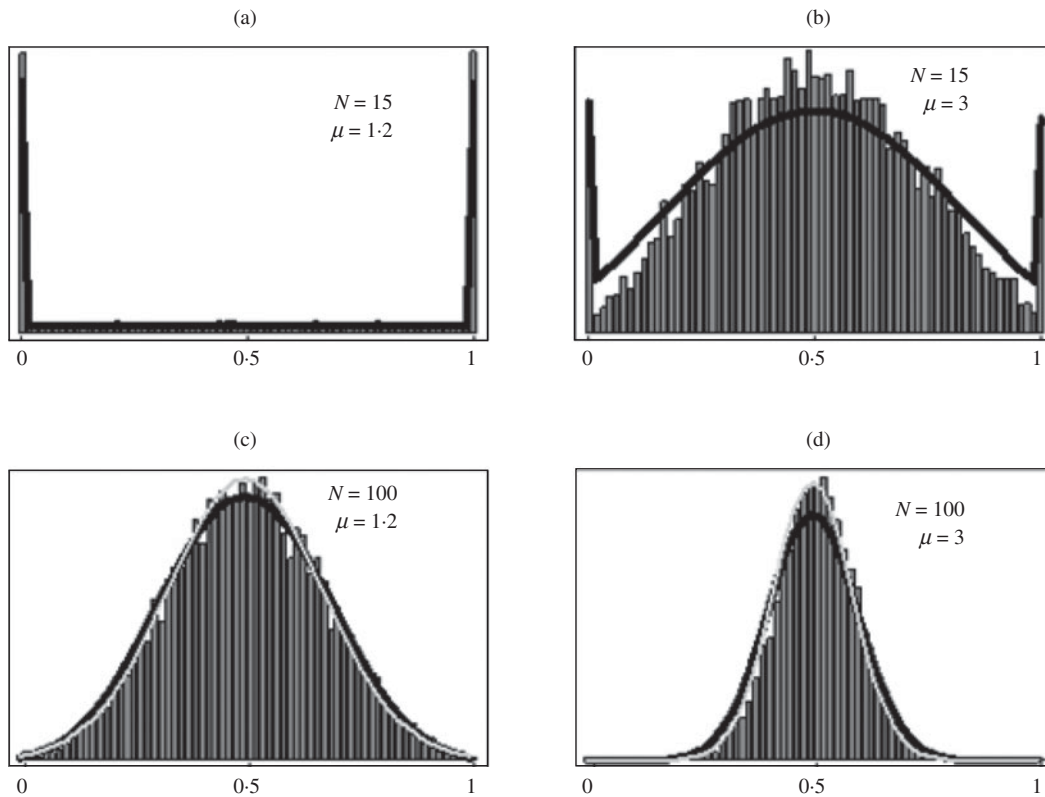 (a)
N = 15
μ = 1·2
0 0·5 1
(b)
N = 15
μ = 3
0 0·5 1
(c)
N = 100
μ = 1·2
0 0·5 1
(d)
N = 100
μ = 3
0 0·5 1